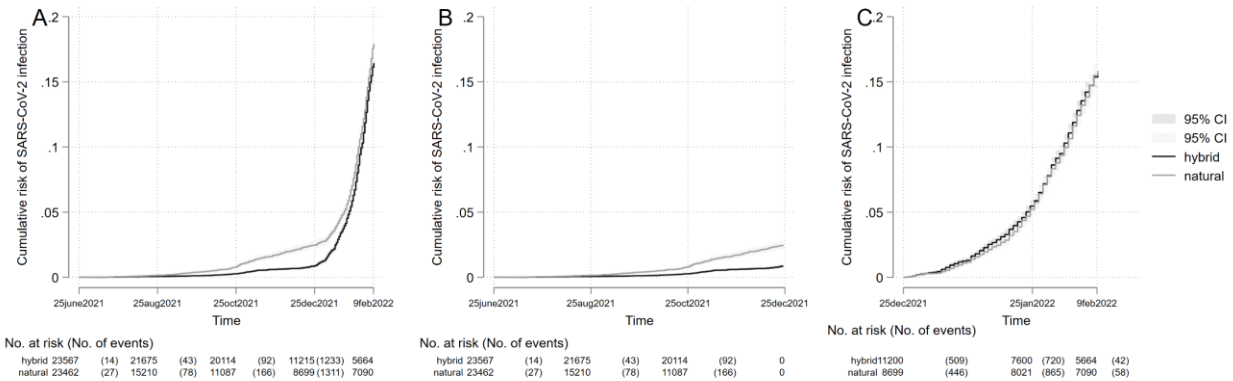 A
Cumulative risk of SARS-CoV-2 infection
.2
.15
.1
.05
0
25june2021 25aug2021 25oct2021 25dec2021 9feb2022
Time
No. at risk (No. of events)
hybrid 23567 (14) 21675 (43) 20114 (92) 11215 (1233) 5664
natural 23462 (27) 15210 (78) 11087 (166) 8699 (1311) 7090
B
Cumulative risk of SARS-CoV-2 infection
.2
.15
.1
.05
0
25june2021 25aug2021 25oct2021 25dec2021
Time
No. at risk (No. of events)
hybrid 23567 (14) 21675 (43) 20114 (92) 0
natural 23462 (27) 15210 (78) 11087 (166) 0
C
Cumulative risk of SARS-CoV-2 infection
.2
.15
.1
.05
0
25dec2021 25jan2022 9feb2022
Time
No. at risk (No. of events)
hybrid11200 (509) 7600 (720) 5664 (42)
natural 8699 (446) 8021 (865) 7090 (58)
95% CI
95% CI
hybrid
natural